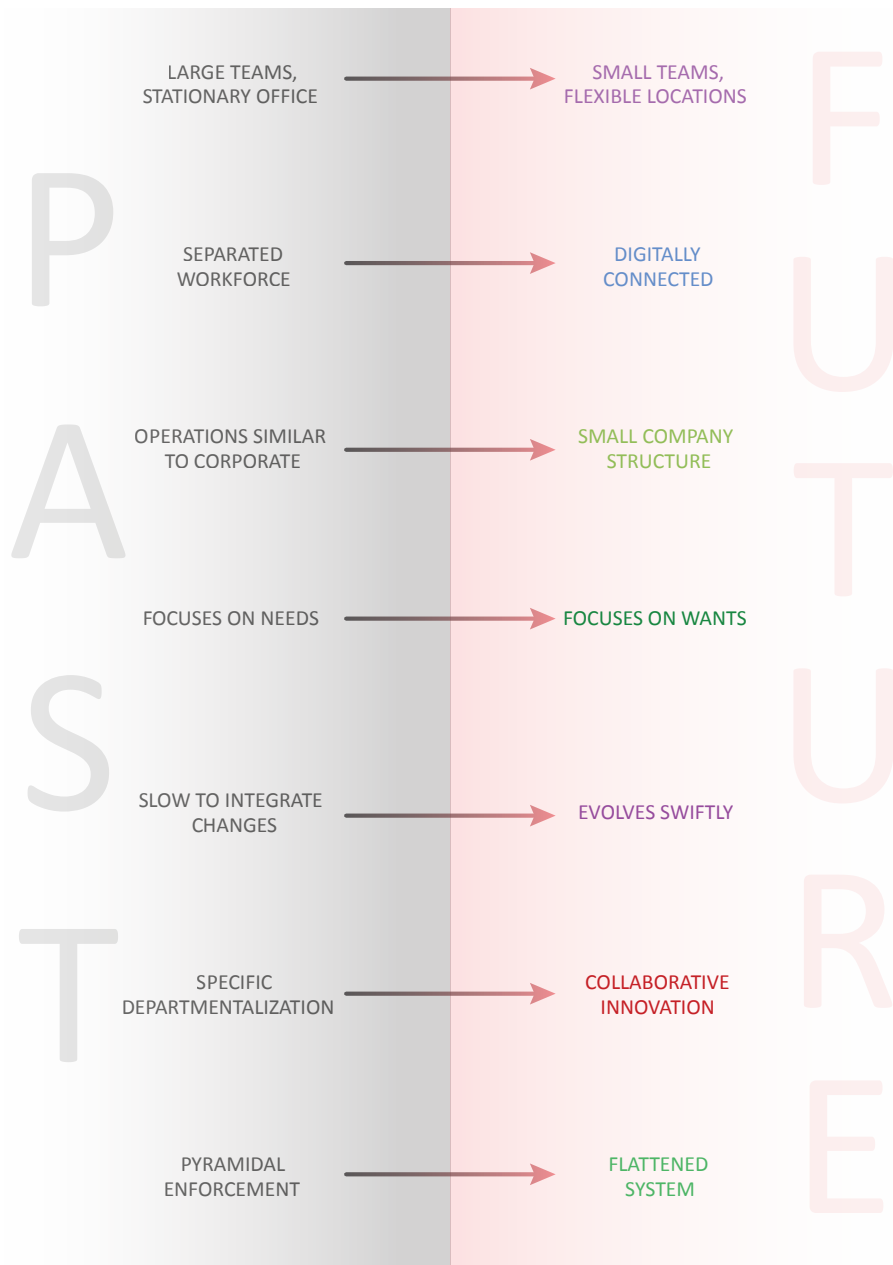 PAST
FUTURE
LARGE TEAMS,
STATIONARY OFFICE
SMALL TEAMS,
FLEXIBLE LOCATIONS
SEPARATED
WORKFORCE
DIGITALLY
CONNECTED
OPERATIONS SIMILAR
TO CORPORATE
SMALL COMPANY
STRUCTURE
FOCUSES ON NEEDS
FOCUSES ON WANTS
SLOW TO INTEGRATE
CHANGES
EVOLVES SWIFTLY
SPECIFIC
DEPARTMENTALIZATION
COLLABORATIVE
INNOVATION
PYRAMIDAL
ENFORCEMENT
FLATTENED
SYSTEM